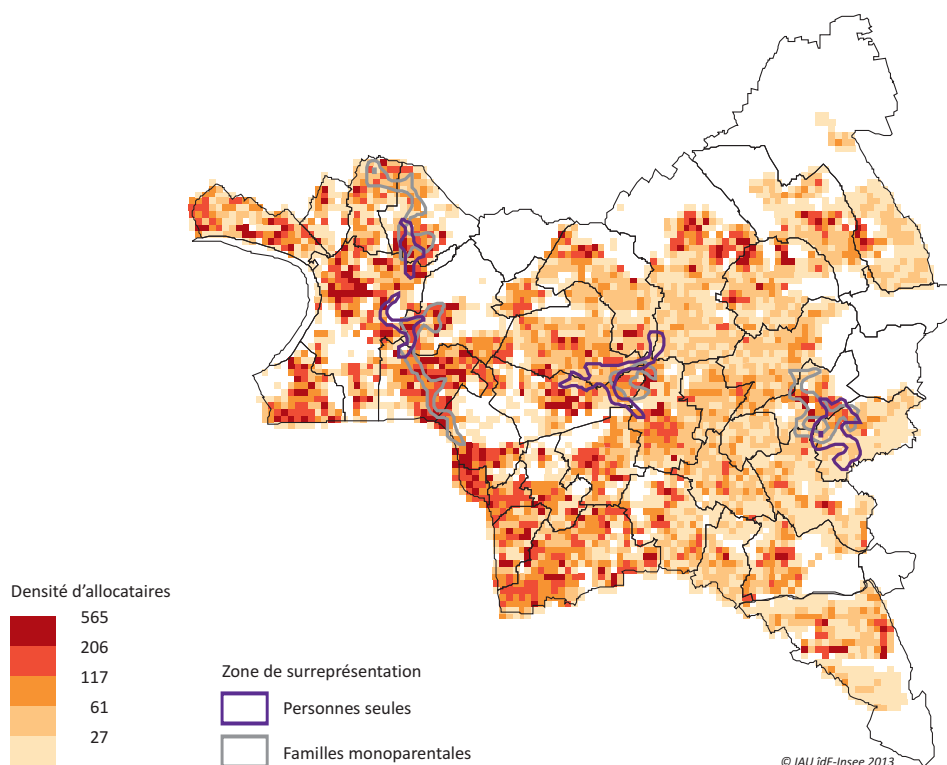 Densité d'allocataires
565
206
117
61
27
Zone de surreprésentation
Personnes seules
Familles monoparentales
© IAU îdF-Insee 2013